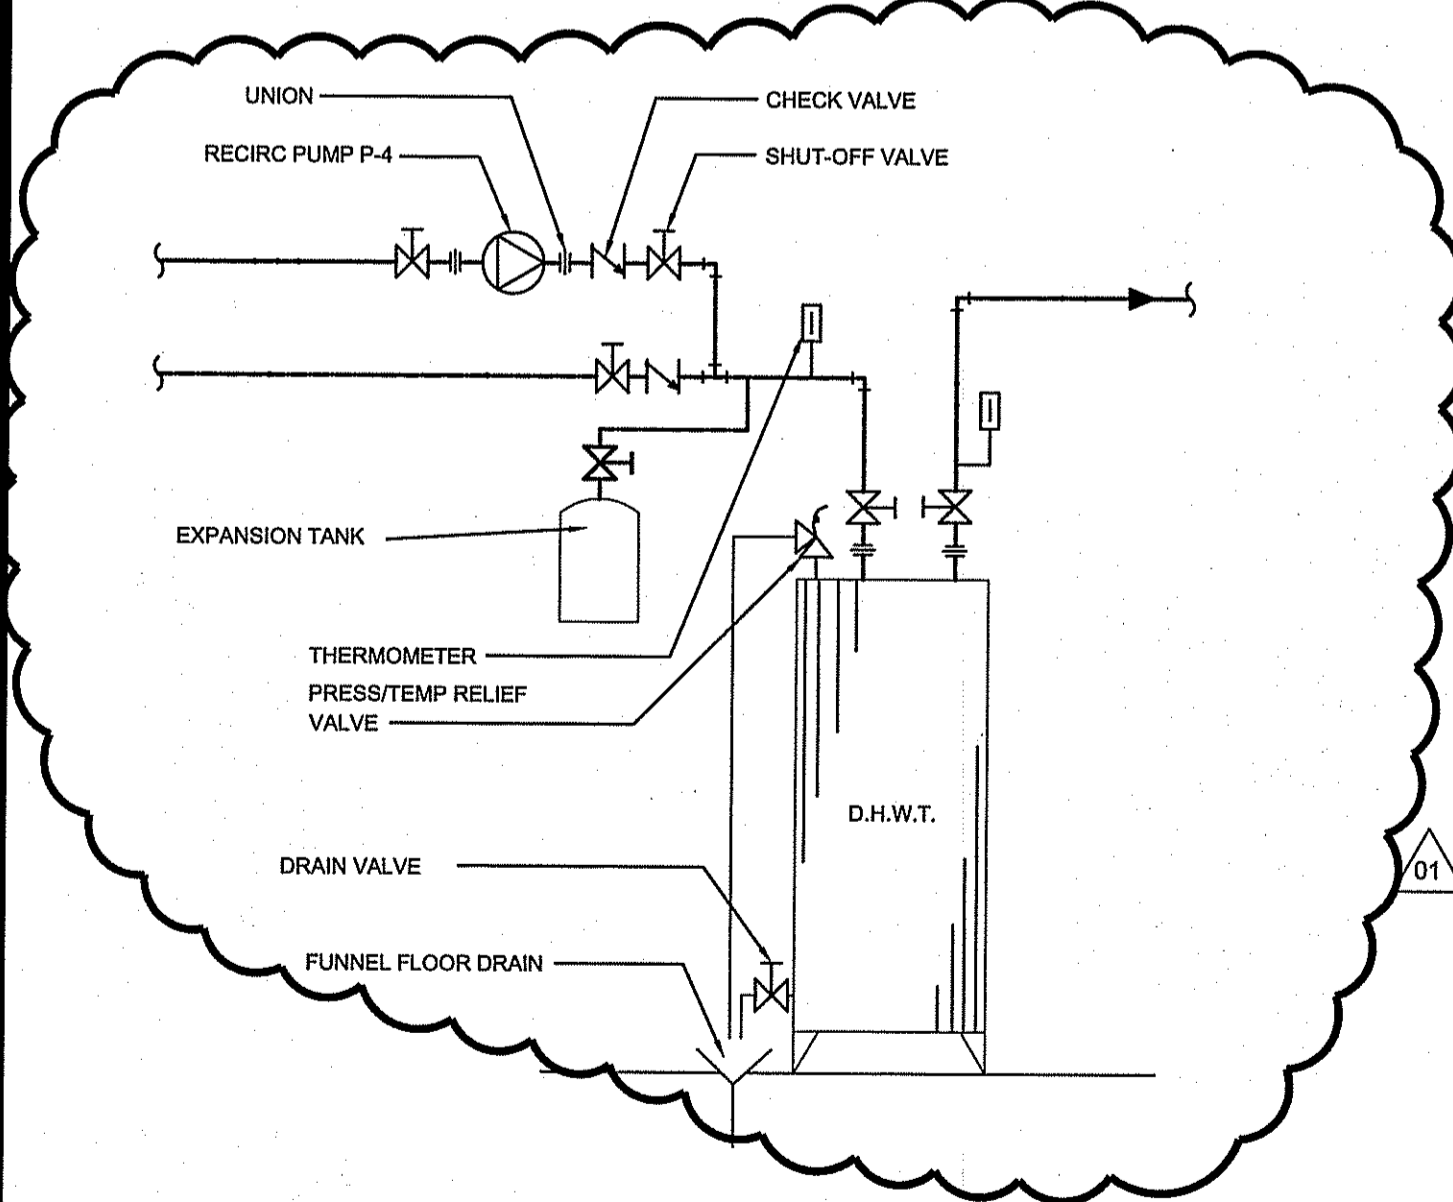 UNION
CHECK VALVE
RECIRC PUMP P-4
SHUT-OFF VALVE
EXPANSION TANK
THERMOMETER
PRESS/TEMP RELIEF
VALVE
D.H.W.T.
DRAIN VALVE
01
FUNNEL FLOOR DRAIN